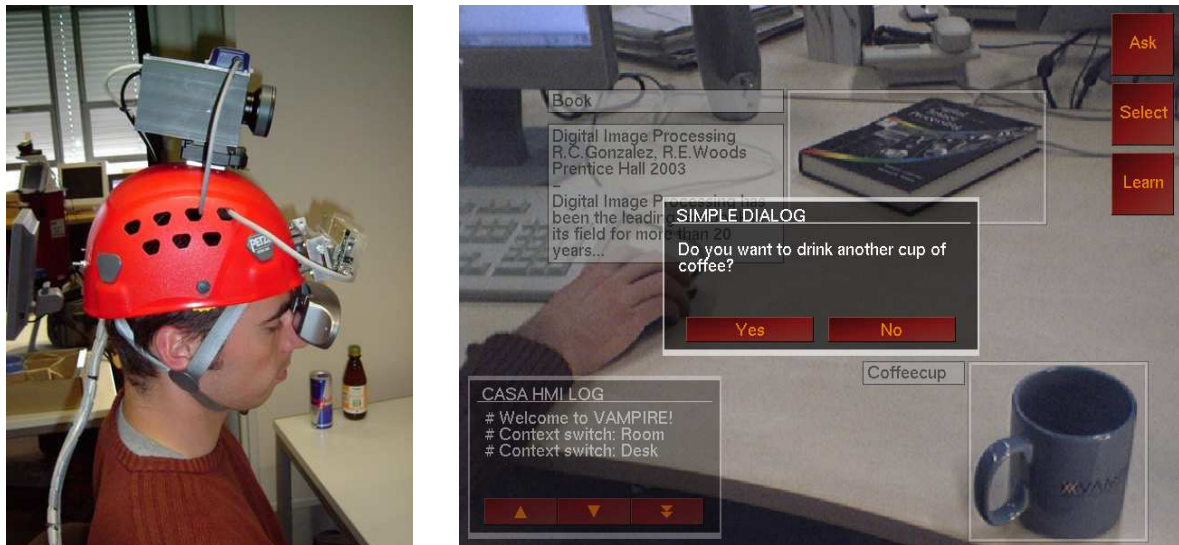 PETZL
Book
Digital Image Processing
R.C.Gonzalez, R.E.Woods
Prentice Hall 2003
–
Digital Image Processing has
been the leading
its field for more than 20
years...
SIMPLE DIALOG
Do you want to drink another cup of
coffee?
Yes
No
Ask
Select
Learn
Coffeecup
CASA HMI LOG
# Welcome to VAMPIRE!
# Context switch: Room
# Context switch: Desk